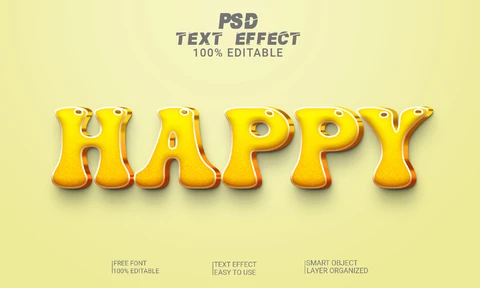 PSD
TEXT EFFECT
100% EDITABLE
HAPPY
FREE FONT
100% EDITABLE
TEXT EFFECT
EASY TO USE
SMART OBJECT
LAYER ORGANIZED